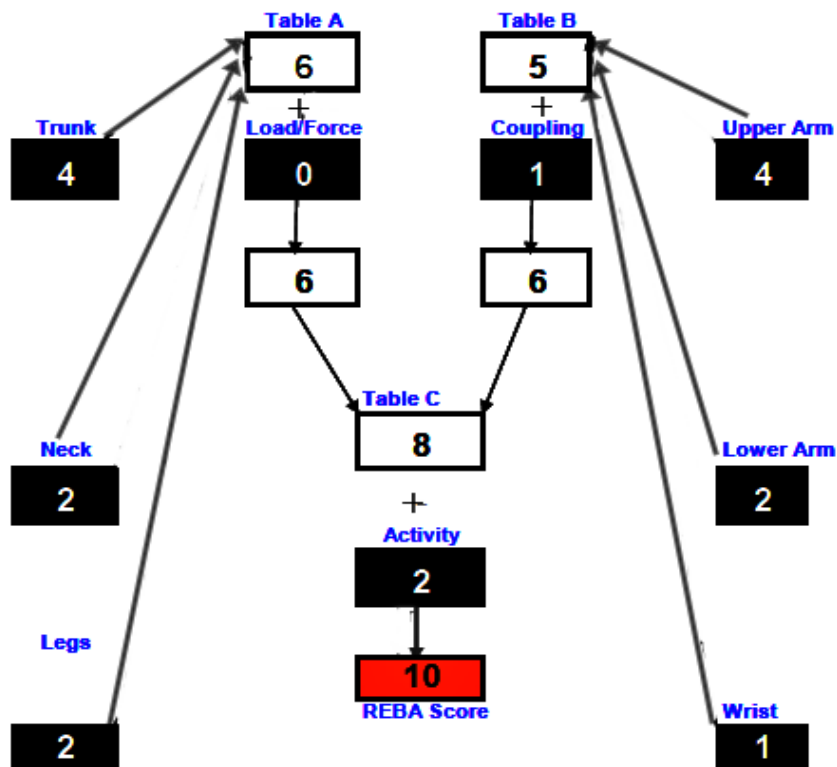 Table A Table B
6 5
+ +
Trunk Load/Force Coupling Upper Arm
4 0 1 4
6 6
Table C
8
Neck Lower Arm
2 + 2
Activity
2
Legs
10
REBA Score Wrist
2 1